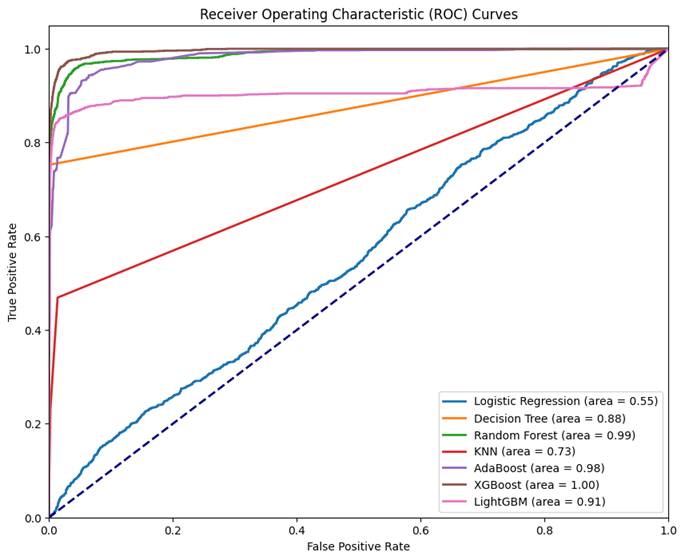 Receiver Operating Characteristic (ROC) Curves
1.0
0.8
0.6
0.4
0.2
0.0
True Positive Rate
0.0 0.2 0.4 0.6 0.8 1.0
False Positive Rate
Logistic Regression (area = 0.55)
Decision Tree (area = 0.88)
Random Forest (area = 0.99)
KNN (area = 0.73)
AdaBoost (area = 0.98)
XGBoost (area = 1.00)
LightGBM (area = 0.91)